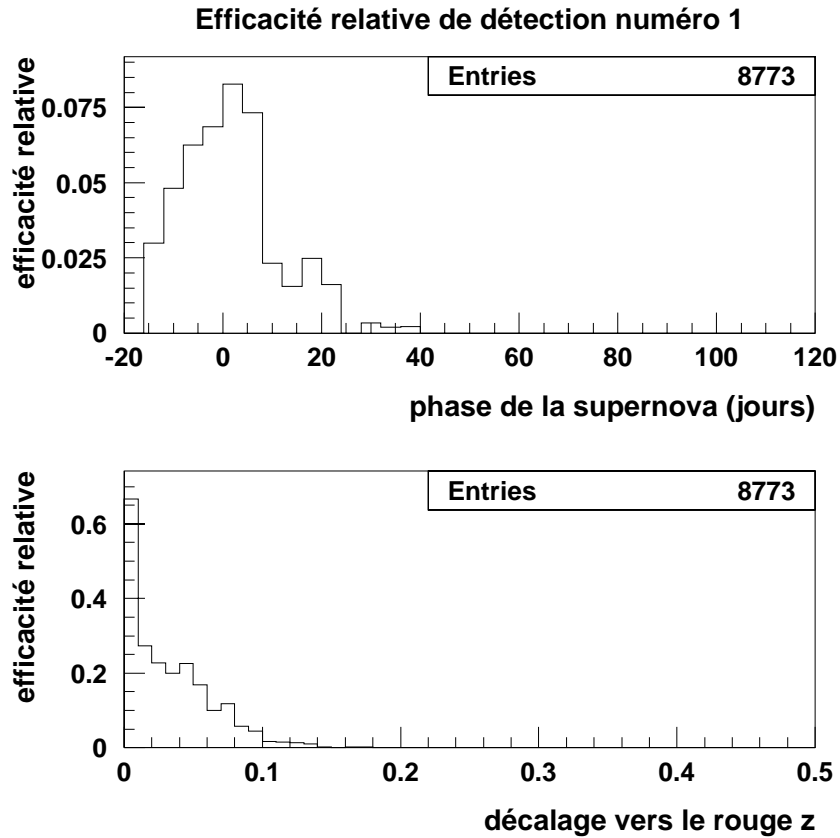 Efficacité relative de détection numéro 1
Entries 8773
efficacité relative
0.075
0.05
0.025
0
-20 0 20 40 60 80 100 120
phase de la supernova (jours)
Entries 8773
efficacité relative
0.6
0.4
0.2
0
0 0.1 0.2 0.3 0.4 0.5
décalage vers le rouge z